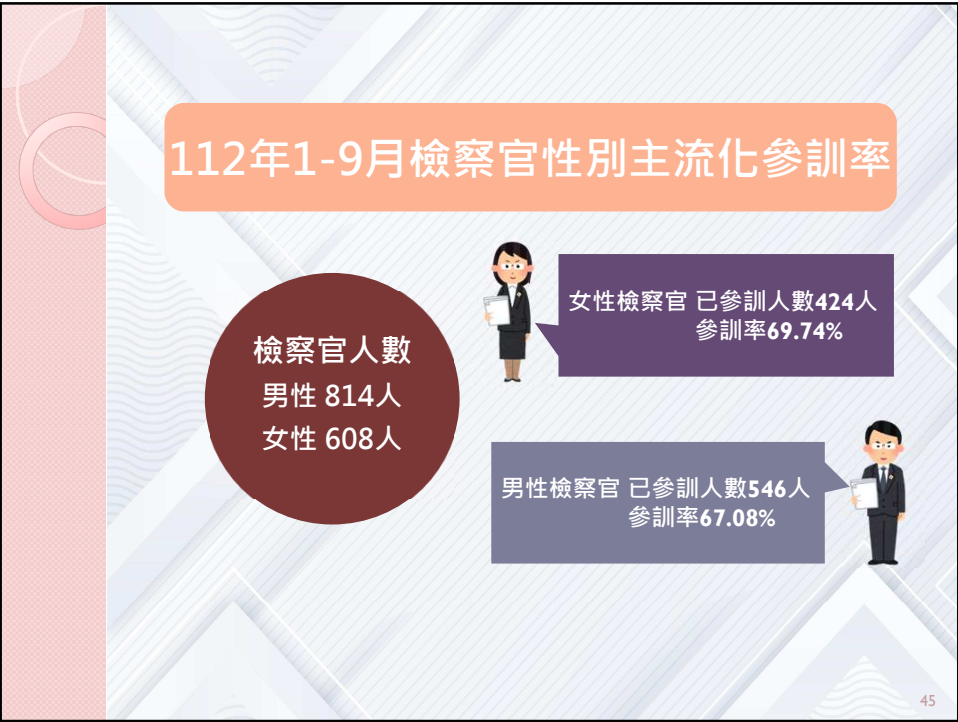 112年1-9月檢察官性別主流化參訓率
檢察官人數
男性 814人
女性 608人
女性檢察官 已參訓人數424人
參訓率69.74%
男性檢察官 已參訓人數546人
參訓率67.08%
45